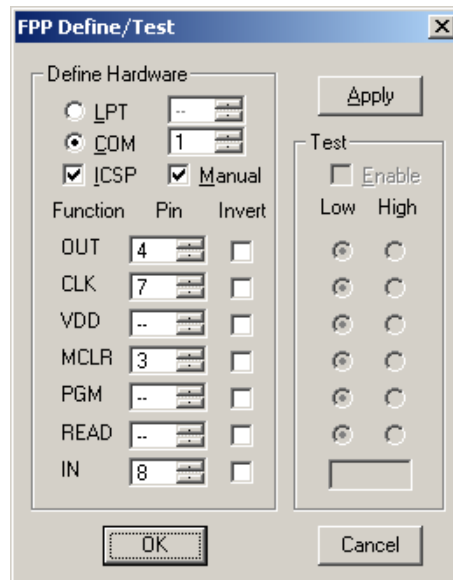 FPP Define/Test
Define Hardware
LPT --
COM 1
ICSP Manual
Function Pin Invert
OUT 4
CLK 7
VDD --
MCLR 3
PGM --
READ --
IN 8
Apply
Test
Enable
Low High
OK
Cancel